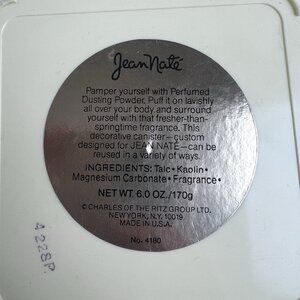 Jean Naté
Pamper yourself with Perfumed
Dusting Powder. Puff it on lavishly
all over your body and surround
yourself with that fresher-than-
springtime fragrance. This
decorative canister—custom
designed for JEAN NATÉ—can be
reused in a variety of ways.
INGREDIENTS: Talc • Kaolin •
Magnesium Carbonate • Fragrance •
NET WT. 6.0 OZ./170g
© CHARLES OF THE RITZ GROUP LTD.
NEW YORK, N.Y. 10019
MADE IN U.S.A.
No. 4180
4228P.